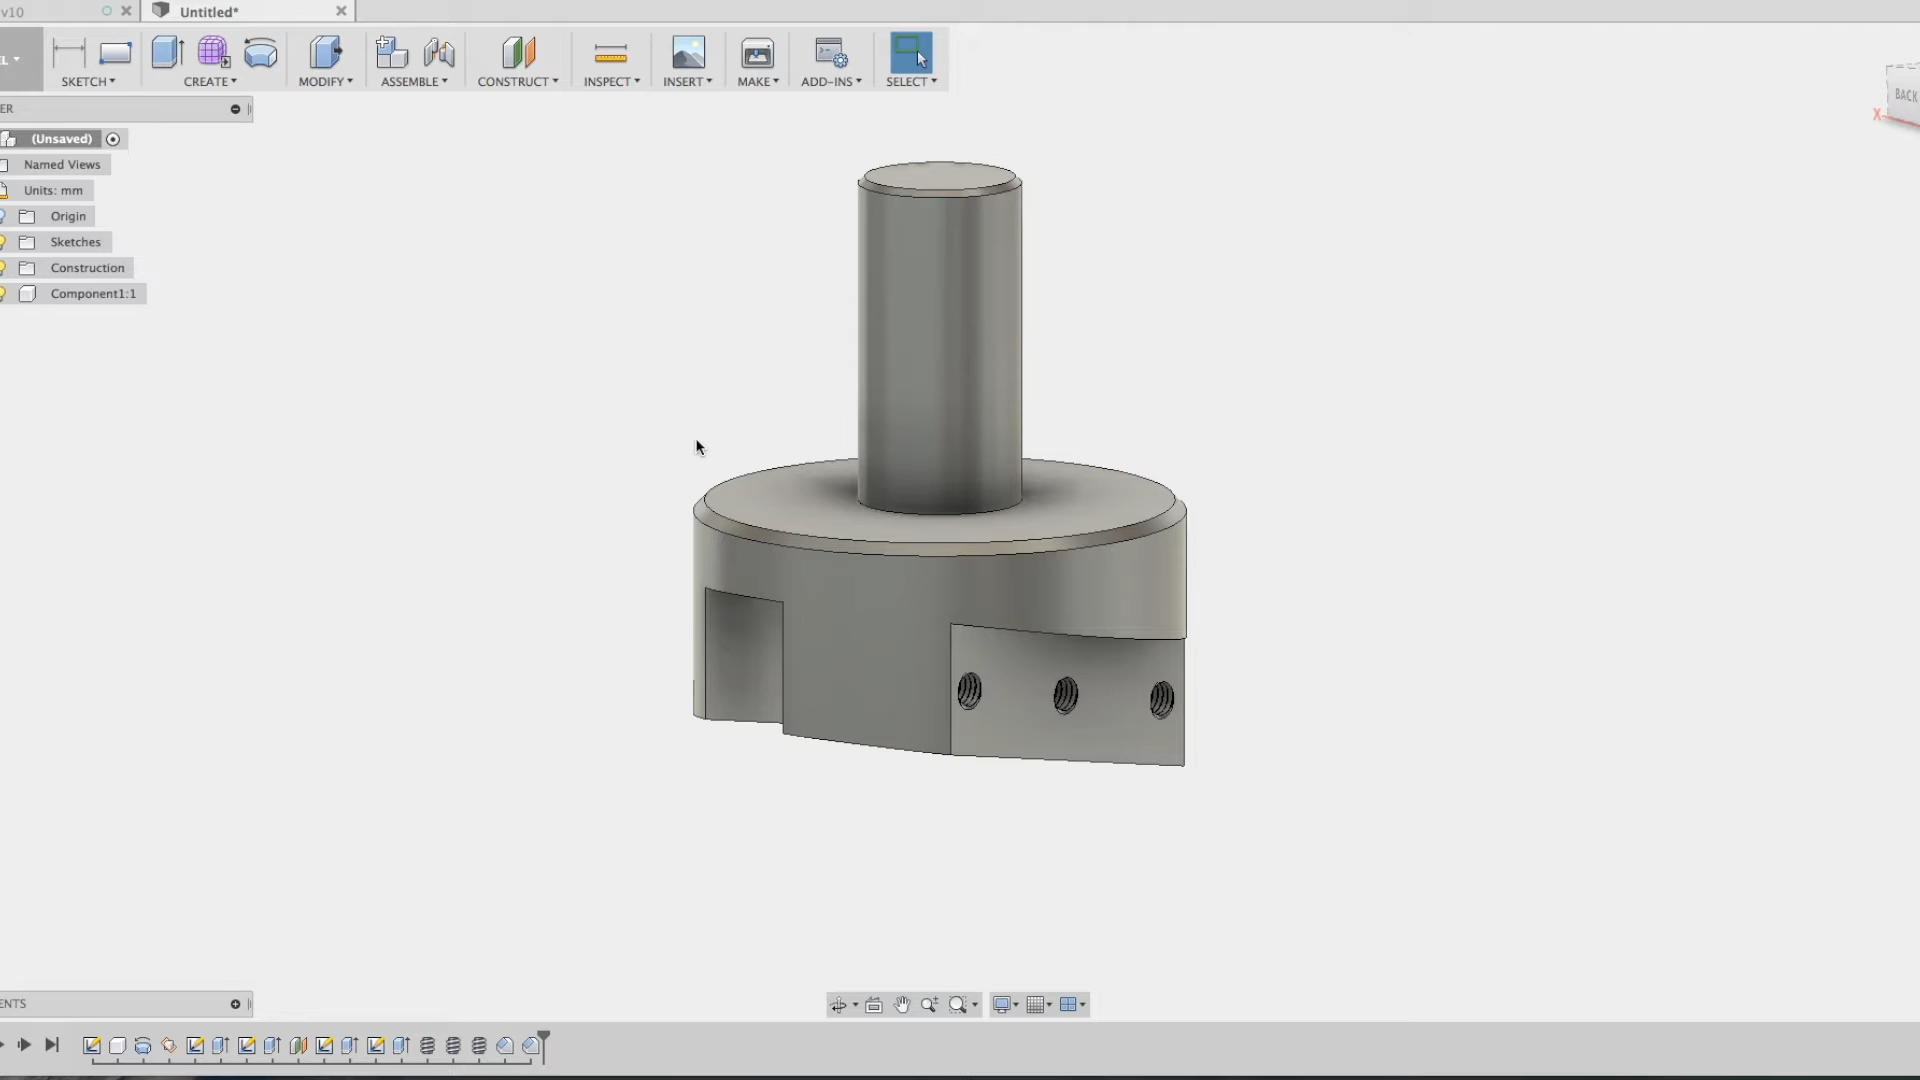 v10
Untitled*
SKETCH
CREATE
MODIFY
ASSEMBLE
CONSTRUCT
INSPECT
INSERT
MAKE
ADD-INS
SELECT
BACK
X
ER
(Unsaved)
Named Views
Units: mm
Origin
Sketches
Construction
Component1:1
ENTS